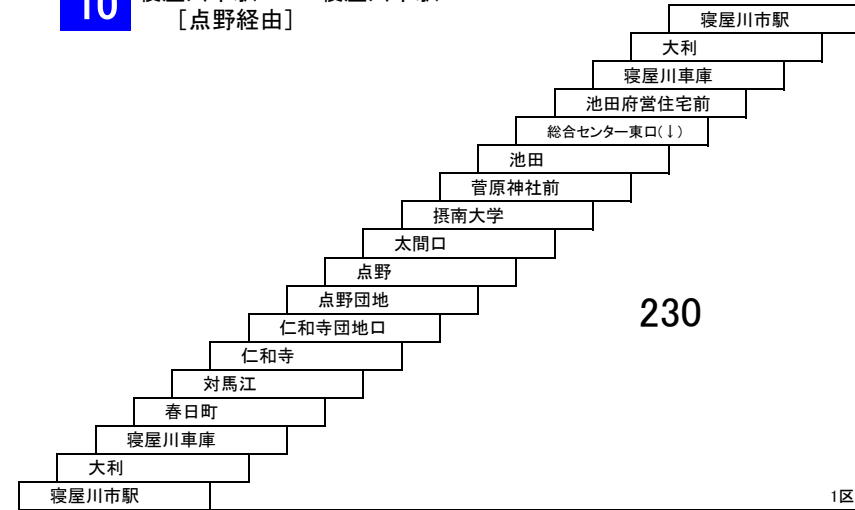 10
[点野経由]
寝屋川市駅
大利
寝屋川車庫
池田府営住宅前
総合センター東口(↓)
池田
菅原神社前
摂南大学
太間口
点野
点野団地
仁和寺団地口
230
仁和寺
対馬江
春日町
寝屋川車庫
大利
寝屋川市駅
1区